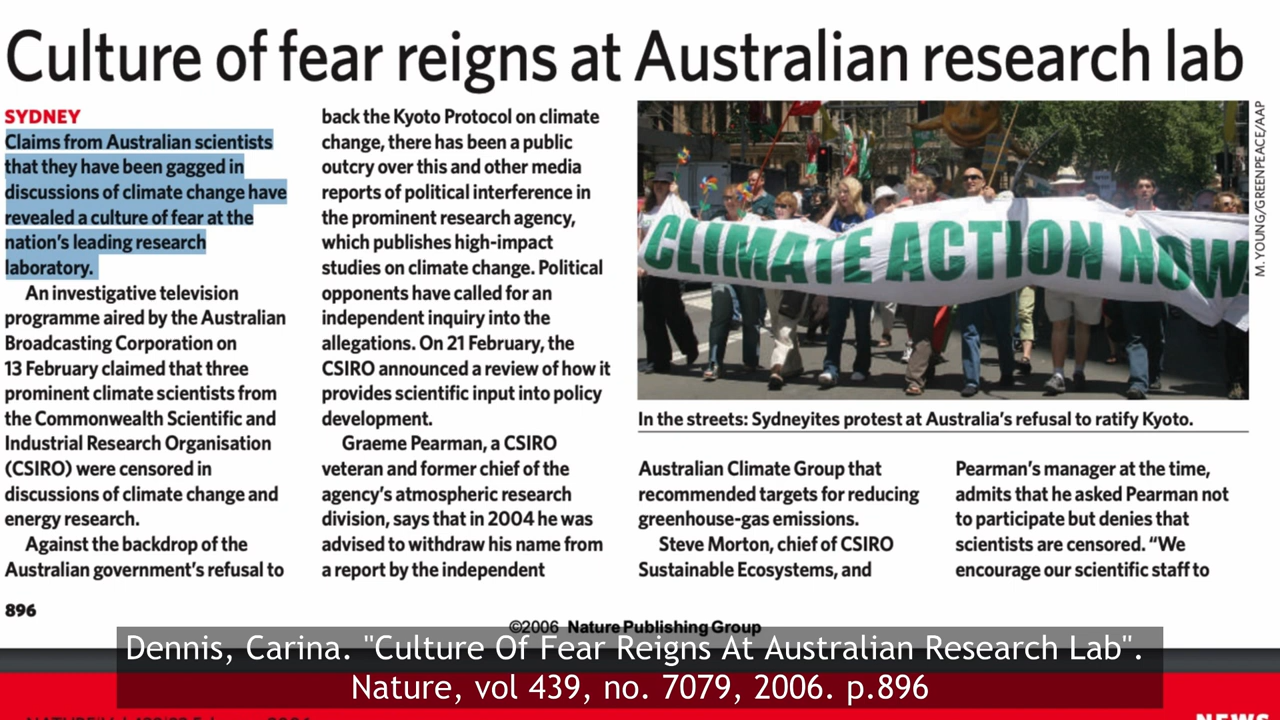 Culture of fear reigns at Australian research lab
SYDNEY
Claims from Australian scientists
that they have been gagged in
discussions of climate change have
revealed a culture of fear at the
nation's leading research
laboratory.
An investigative television
programme aired by the Australian
Broadcasting Corporation on
13 February claimed that three
prominent climate scientists from
the Commonwealth Scientific and
Industrial Research Organisation
(CSIRO) were censored in
discussions of climate change and
energy research.
Against the backdrop of the
Australian government's refusal to
back the Kyoto Protocol on climate
change, there has been a public
outcry over this and other media
reports of political interference in
the prominent research agency,
which publishes high-impact
studies on climate change. Political
opponents have called for an
independent inquiry into the
allegations. On 21 February, the
CSIRO announced a review of how it
provides scientific input into policy
development.
Graeme Pearman, a CSIRO
veteran and former chief of the
agency's atmospheric research
division, says that in 2004 he was
advised to withdraw his name from
a report by the independent
CLIMATE ACTION NOW
M. YOUNG/GREENPEACE/AAP
In the streets: Sydneyites protest at Australia's refusal to ratify Kyoto.
Australian Climate Group that
recommended targets for reducing
greenhouse-gas emissions.
Steve Morton, chief of CSIRO
Sustainable Ecosystems, and
Pearman's manager at the time,
admits that he asked Pearman not
to participate but denies that
scientists are censored. “We
encourage our scientific staff to
896
©2006 Nature Publishing Group
Dennis, Carina. "Culture Of Fear Reigns At Australian Research Lab".
Nature, vol 439, no. 7079, 2006. p.896
NEWS